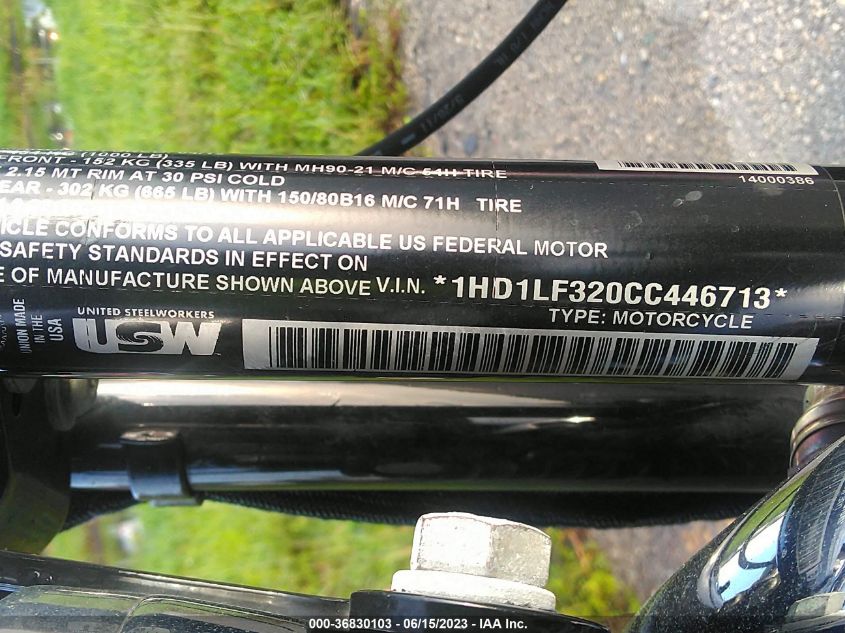 (1000 LB)
FRONT - 152 KG (335 LB) WITH MH90-21 M/C 54H TIRE
2.15 MT RIM AT 30 PSI COLD
EAR - 302 KG (665 LB) WITH 150/80B16 M/C 71H TIRE
ICLE CONFORMS TO ALL APPLICABLE US FEDERAL MOTOR
SAFETY STANDARDS IN EFFECT ON
E OF MANUFACTURE SHOWN ABOVE V.I.N. *1HD1LF320CC446713*
TYPE: MOTORCYCLE
14000386
UNION MADE
IN THE
USA
UNITED STEELWORKERS
USW
000-36830103 - 06/15/2023 - IAA Inc.